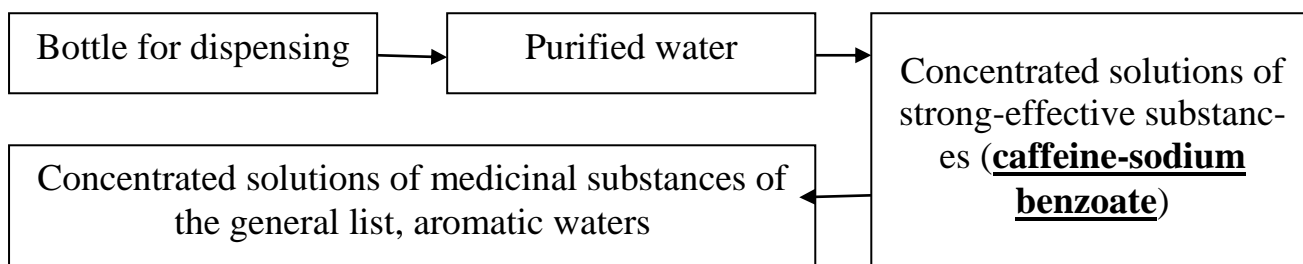 Bottle for dispensing
Purified water
Concentrated solutions of
strong-effective substanc-
es (caffeine-sodium
benzoate)
Concentrated solutions of medicinal substances of
the general list, aromatic waters